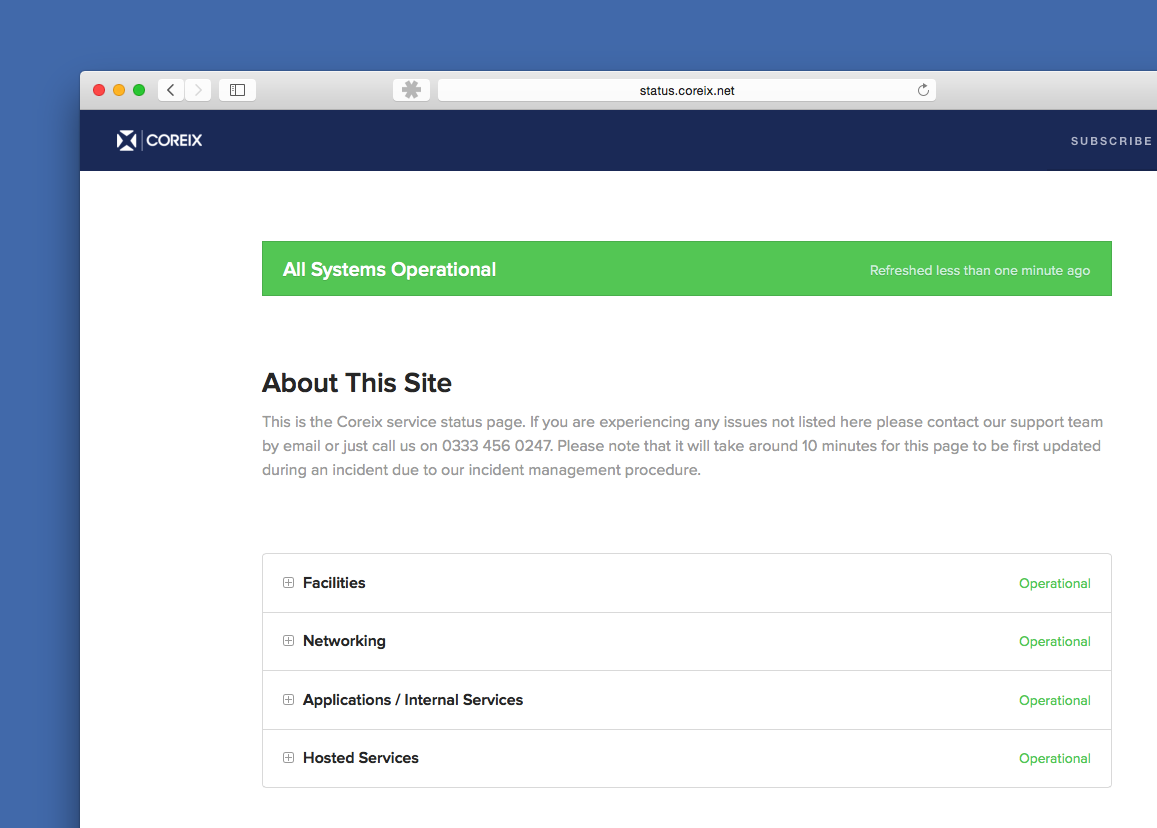 status.coreix.net
COREIX
SUBSCRIBE
All Systems Operational
Refreshed less than one minute ago
About This Site
This is the Coreix service status page. If you are experiencing any issues not listed here please contact our support team
by email or just call us on 0333 456 0247. Please note that it will take around 10 minutes for this page to be first updated
during an incident due to our incident management procedure.
Facilities
Operational
Networking
Operational
Applications / Internal Services
Operational
Hosted Services
Operational